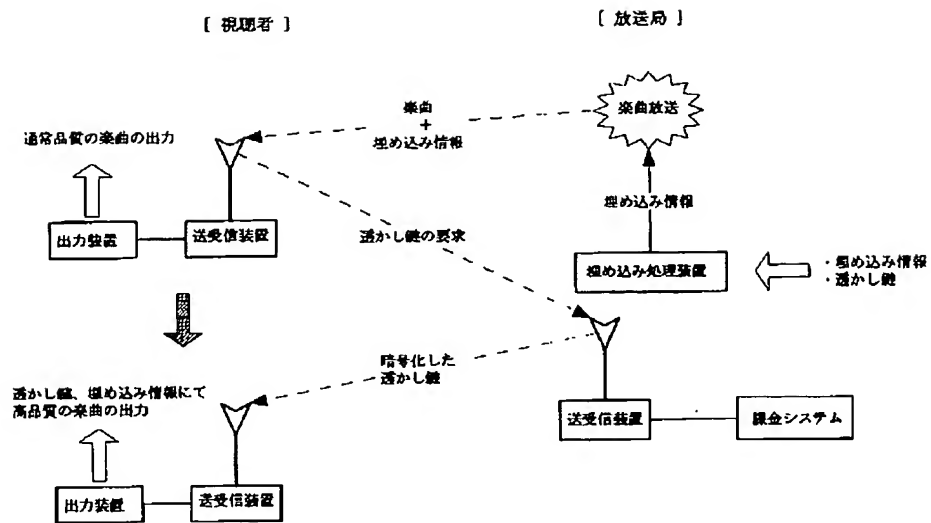 [ 視聴者 ]
[ 放送局 ]
楽曲放送
楽曲
+
埋め込み情報
通常品質の楽曲の出力
埋め込み情報
出力装置
送受信装置
透かし鍵の要求
埋め込み処理装置
・埋め込み情報
・透かし鍵
暗号化した
透かし鍵
透かし鍵、埋め込み情報にて
高品質の楽曲の出力
送受信装置
課金システム
出力装置
送受信装置